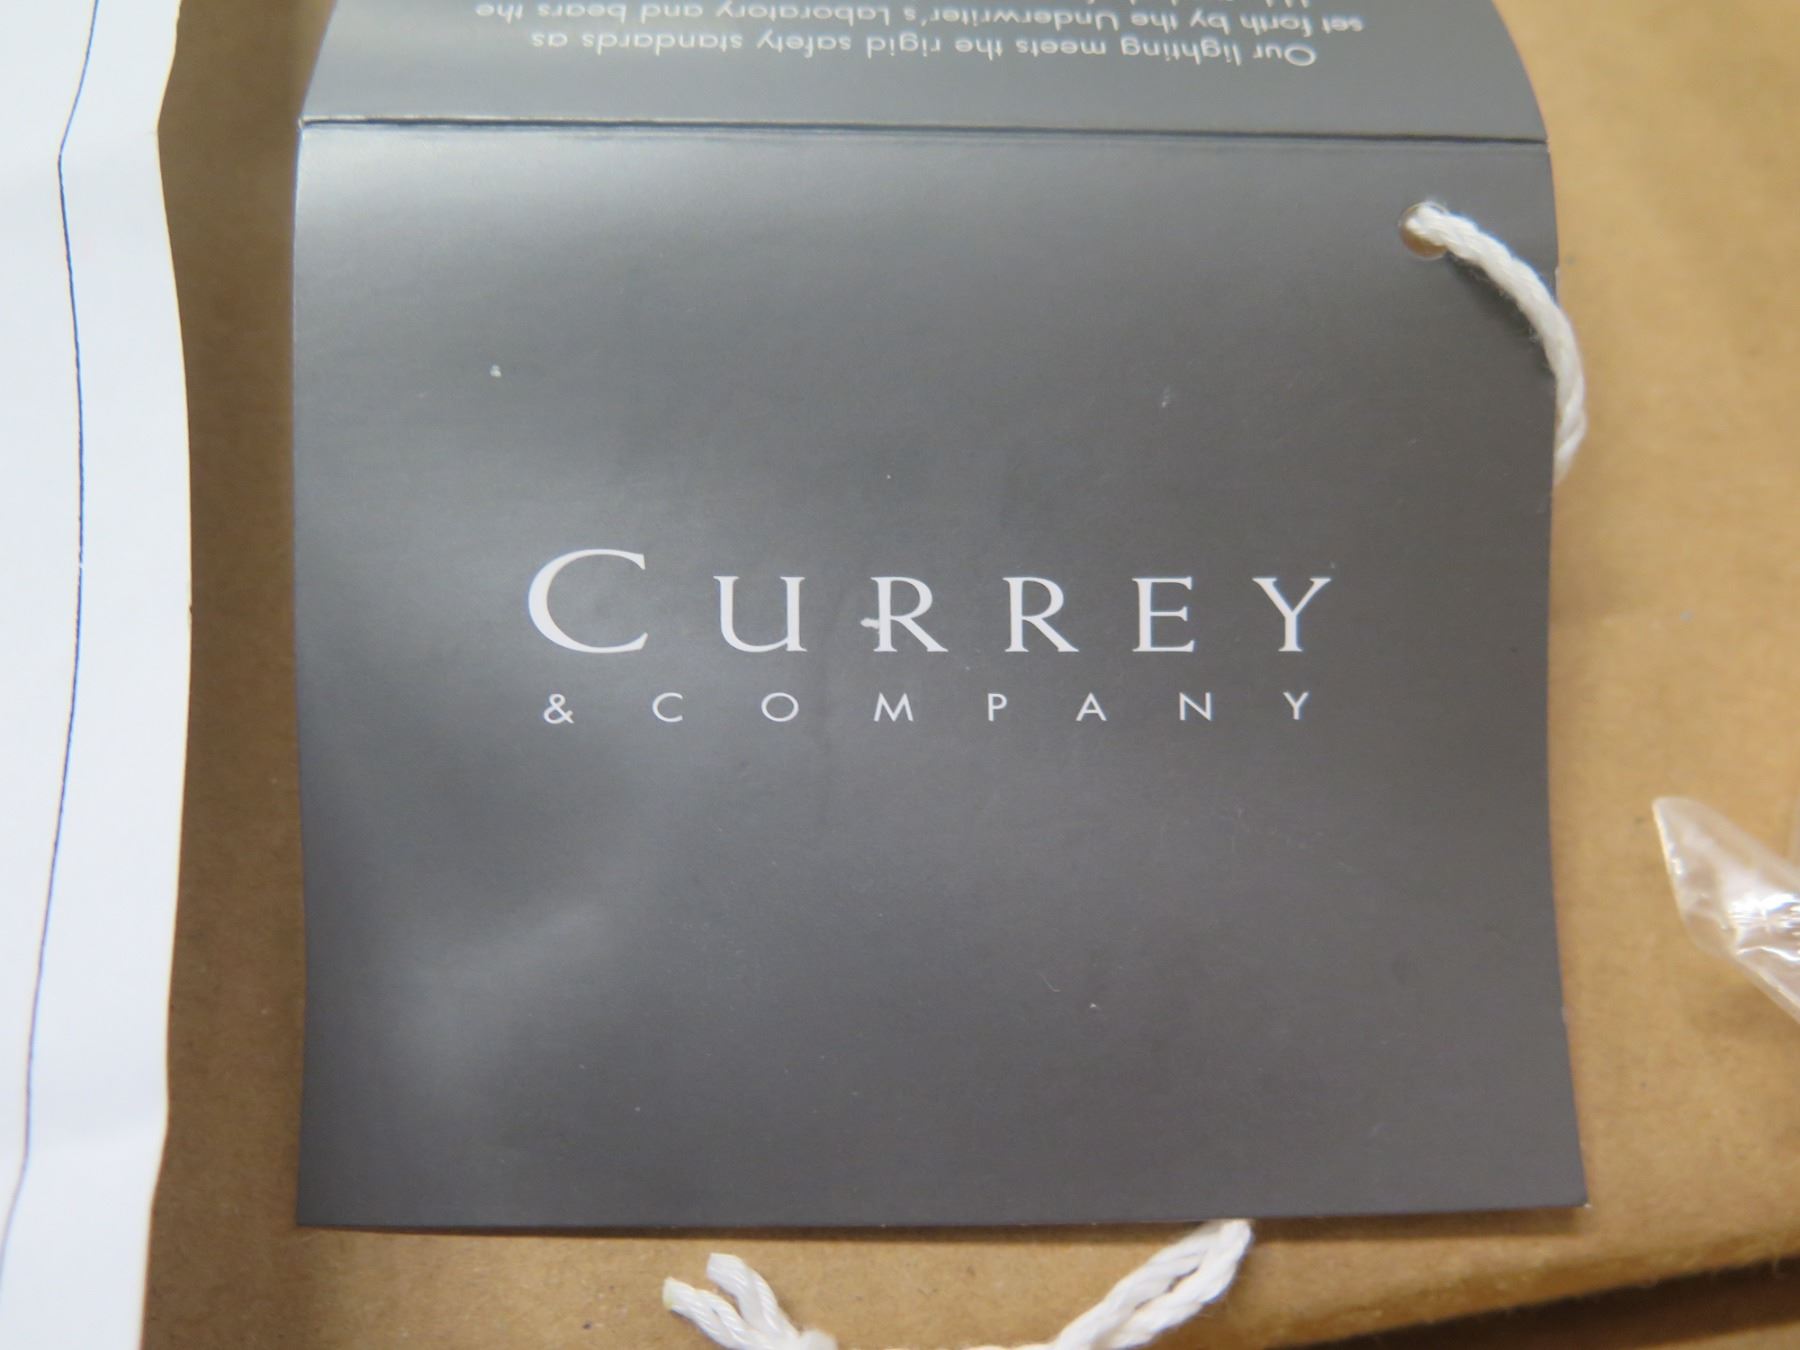 CURREY
& COMPANY
Our lighting meets the rigid safety standards as
set forth by the Underwriter's Laboratory and bears the